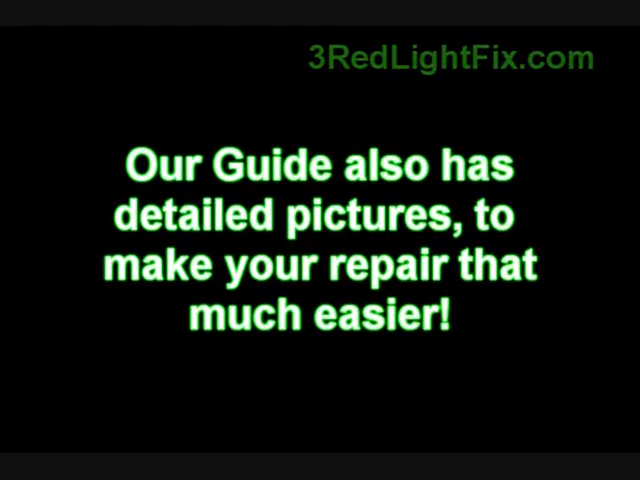 3RedLightFix.com
Our Guide also has
detailed pictures, to
make your repair that
much easier!